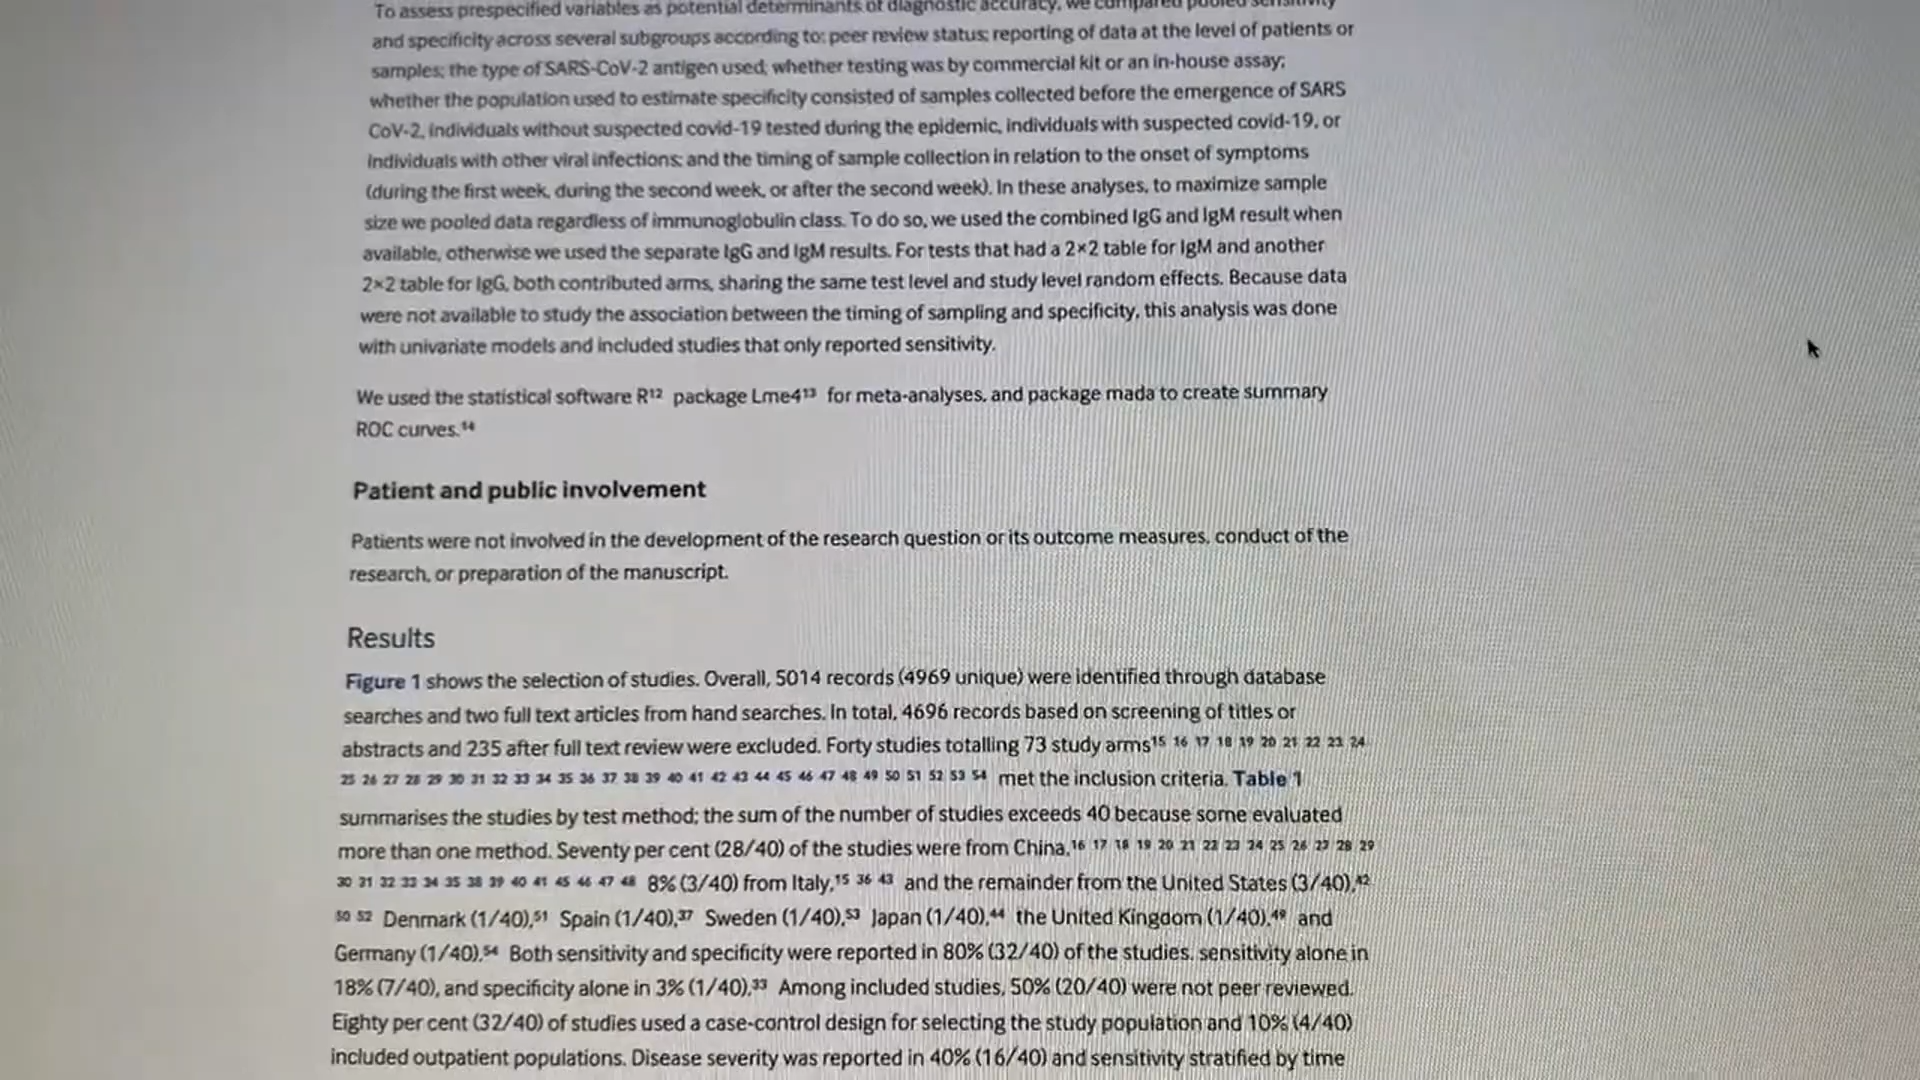 To assess prespecified variables as potential determinants of diagnostic accuracy, we compared pooled sensitivity
and specificity across several subgroups according to: peer review status; reporting of data at the level of patients or
samples; the type of SARS-CoV-2 antigen used; whether testing was by commercial kit or an in-house assay;
whether the population used to estimate specificity consisted of samples collected before the emergence of SARS
CoV-2, individuals without suspected covid-19 tested during the epidemic, individuals with suspected covid-19, or
individuals with other viral infections; and the timing of sample collection in relation to the onset of symptoms
(during the first week, during the second week, or after the second week). In these analyses, to maximize sample
size we pooled data regardless of immunoglobulin class. To do so, we used the combined IgG and IgM result when
available, otherwise we used the separate IgG and IgM results. For tests that had a 2×2 table for IgM and another
2×2 table for IgG, both contributed arms, sharing the same test level and study level random effects. Because data
were not available to study the association between the timing of sampling and specificity, this analysis was done
with univariate models and included studies that only reported sensitivity.
We used the statistical software R12 package Lme413 for meta-analyses, and package mada to create summary
ROC curves.14
Patient and public involvement
Patients were not involved in the development of the research question or its outcome measures, conduct of the
research, or preparation of the manuscript.
Results
Figure 1 shows the selection of studies. Overall, 5014 records (4969 unique) were identified through database
searches and two full text articles from hand searches. In total, 4696 records based on screening of titles or
abstracts and 235 after full text review were excluded. Forty studies totalling 73 study arms15 16 17 18 19 20 21 22 23 24
25 26 27 28 29 30 31 32 33 34 35 36 37 38 39 40 41 42 43 44 45 46 47 48 49 50 51 52 53 54 met the inclusion criteria. Table 1
summarises the studies by test method; the sum of the number of studies exceeds 40 because some evaluated
more than one method. Seventy per cent (28/40) of the studies were from China,16 17 18 19 20 21 22 23 24 25 26 27 28 29
30 31 32 33 34 35 38 39 40 41 45 46 47 48 8% (3/40) from Italy,15 36 43 and the remainder from the United States (3/40),42
50 52 Denmark (1/40),51 Spain (1/40),37 Sweden (1/40),53 Japan (1/40),44 the United Kingdom (1/40),49 and
Germany (1/40).54 Both sensitivity and specificity were reported in 80% (32/40) of the studies, sensitivity alone in
18% (7/40), and specificity alone in 3% (1/40).33 Among included studies, 50% (20/40) were not peer reviewed.
Eighty per cent (32/40) of studies used a case-control design for selecting the study population and 10% (4/40)
included outpatient populations. Disease severity was reported in 40% (16/40) and sensitivity stratified by time